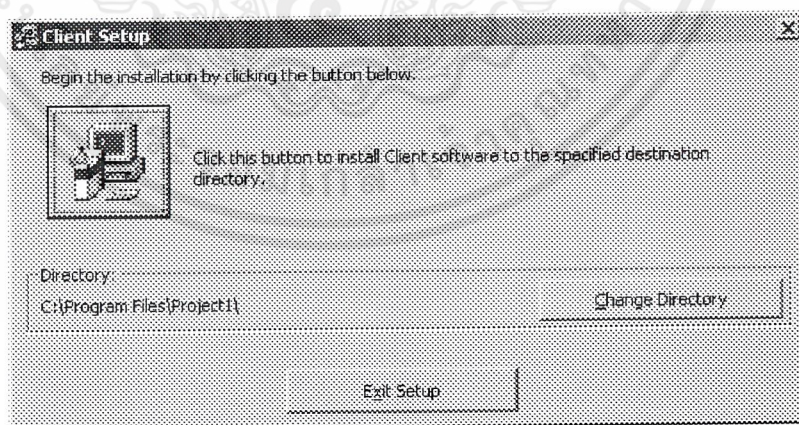 Client Setup
Begin the installation by clicking the button below.
Click this button to install Client software to the specified destination
directory.
Directory:
C:\Program Files\Project1\
Change Directory
Exit Setup